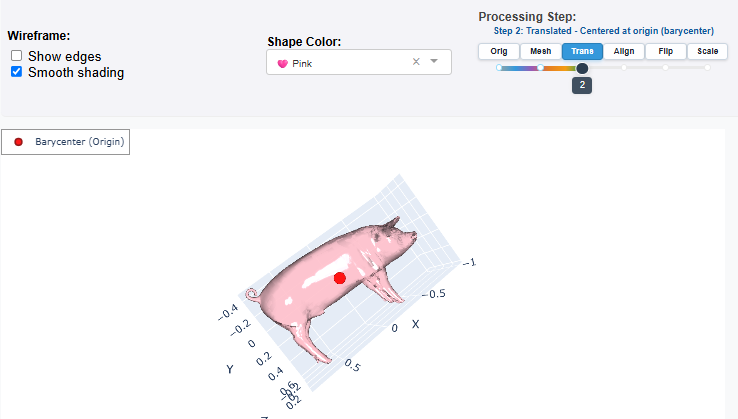 Processing Step:
Step 2: Translated - Centered at origin (barycenter)
Wireframe:
Show edges
Smooth shading
Shape Color:
Pink
Orig Mesh Trans Align Flip Scale
2
Barycenter (Origin)
−1
−0.5
0
X
0.5
−0.4
−0.2
0
0.2
0.4
Y
0.2